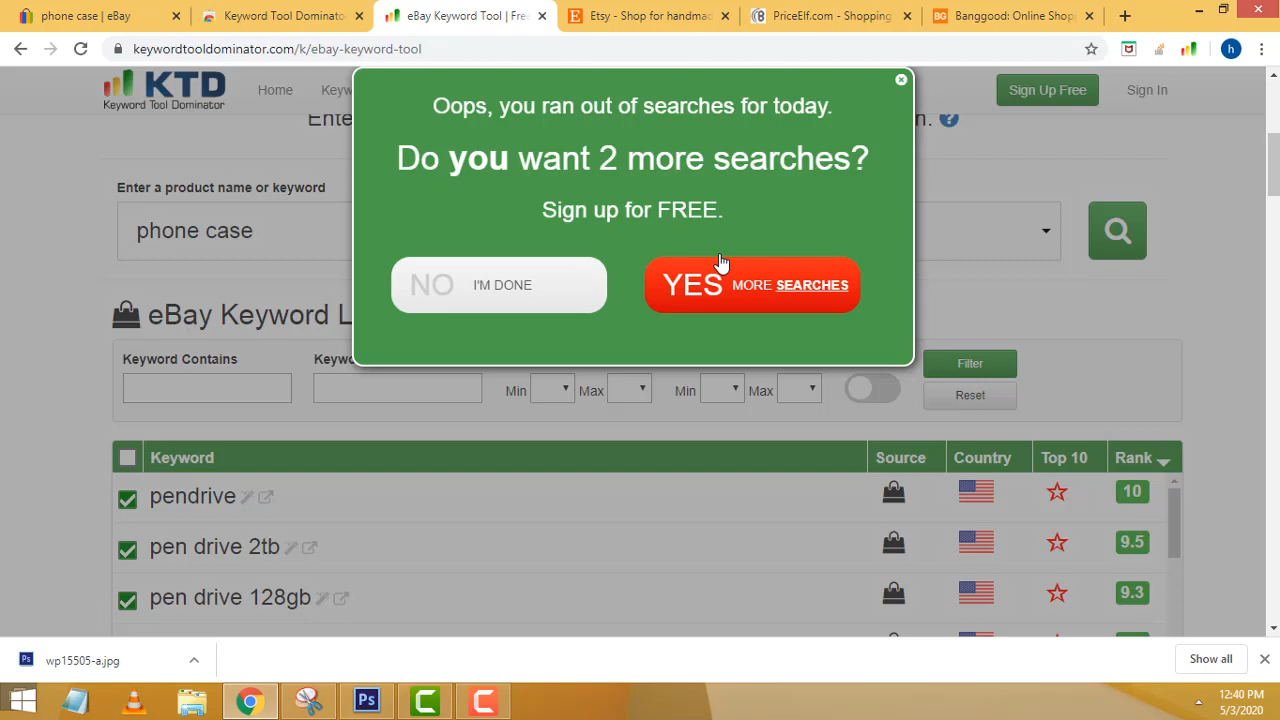 phone case | eBay
Keyword Tool Dominato
eBay Keyword Tool | Fre
Etsy - Shop for handmad
PriceElf.com - Shopping
Banggood: Online Shop
keywordtooldominator.com/k/ebay-keyword-tool
h
KTD
Keyword Tool Dominator
Home
Keyw
Sign Up Free
Sign In
Oops, you ran out of searches for today.
Do you want 2 more searches?
Sign up for FREE.
NO I'M DONE
YES MORE SEARCHES
Ente
n.
Enter a product name or keyword
phone case
eBay Keyword L
Keyword Contains
Keywo
Min
Max
Min
Max
Filter
Reset
Keyword
Source
Country
Top 10
Rank
pendrive
10
pen drive 2tb
9.5
pen drive 128gb
9.3
wp15505-a.jpg
Show all
Ps
12:40 PM
5/3/2020